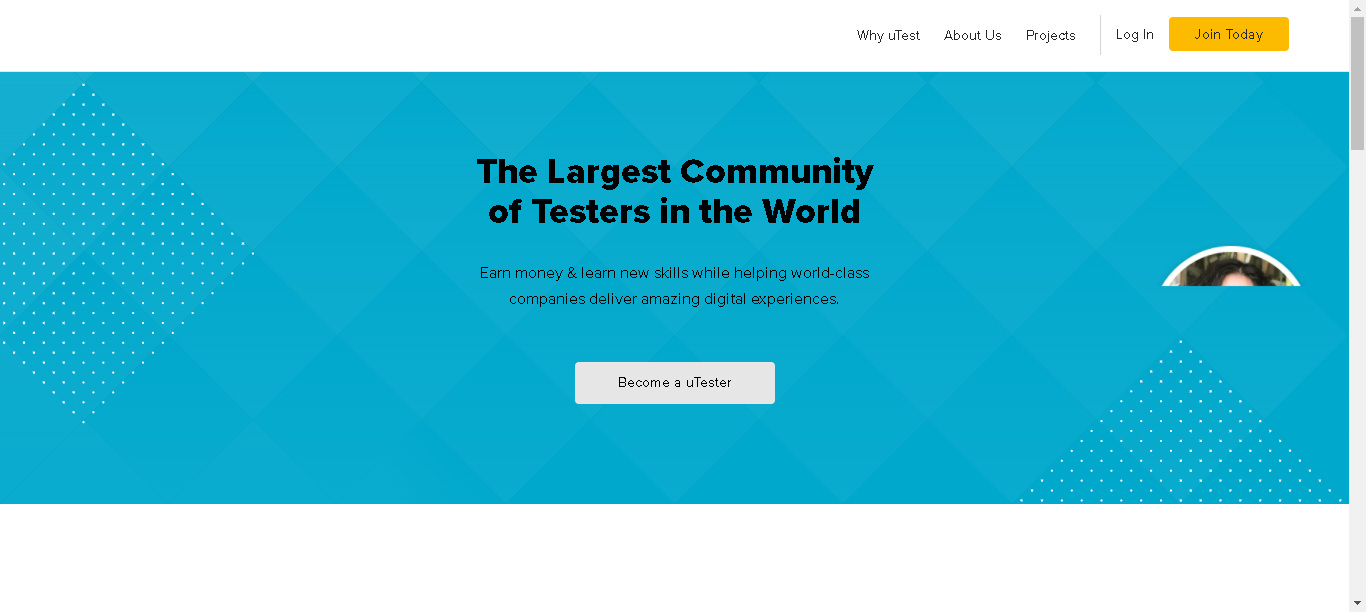 Why uTest About Us Projects Log In Join Today
The Largest Community
of Testers in the World
Earn money & learn new skills while helping world-class
companies deliver amazing digital experiences.
Become a uTester